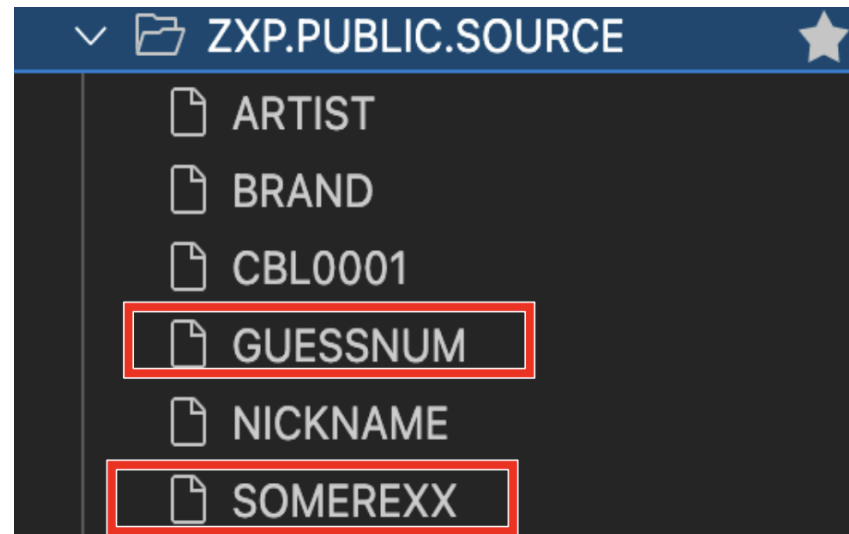 ZXP.PUBLIC.SOURCE
ARTIST
BRAND
CBL0001
GUESSNUM
NICKNAME
SOMEREXX